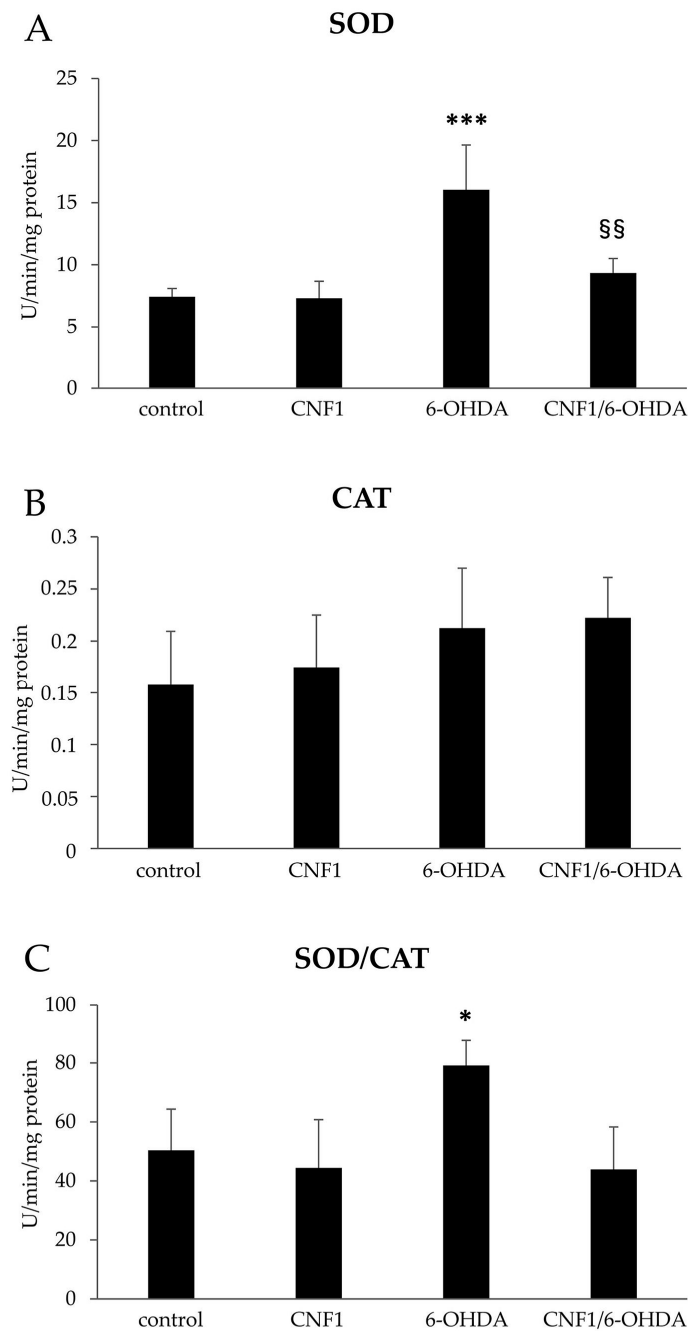 A
SOD
U/min/mg protein
25
20
15
10
5
0
***
§§
control CNF1 6-OHDA CNF1/6-OHDA
B
CAT
U/min/mg protein
0.3
0.25
0.2
0.15
0.1
0.05
0
control CNF1 6-OHDA CNF1/6-OHDA
C
SOD/CAT
U/min/mg protein
100
80
60
40
20
0
*
control CNF1 6-OHDA CNF1/6-OHDA